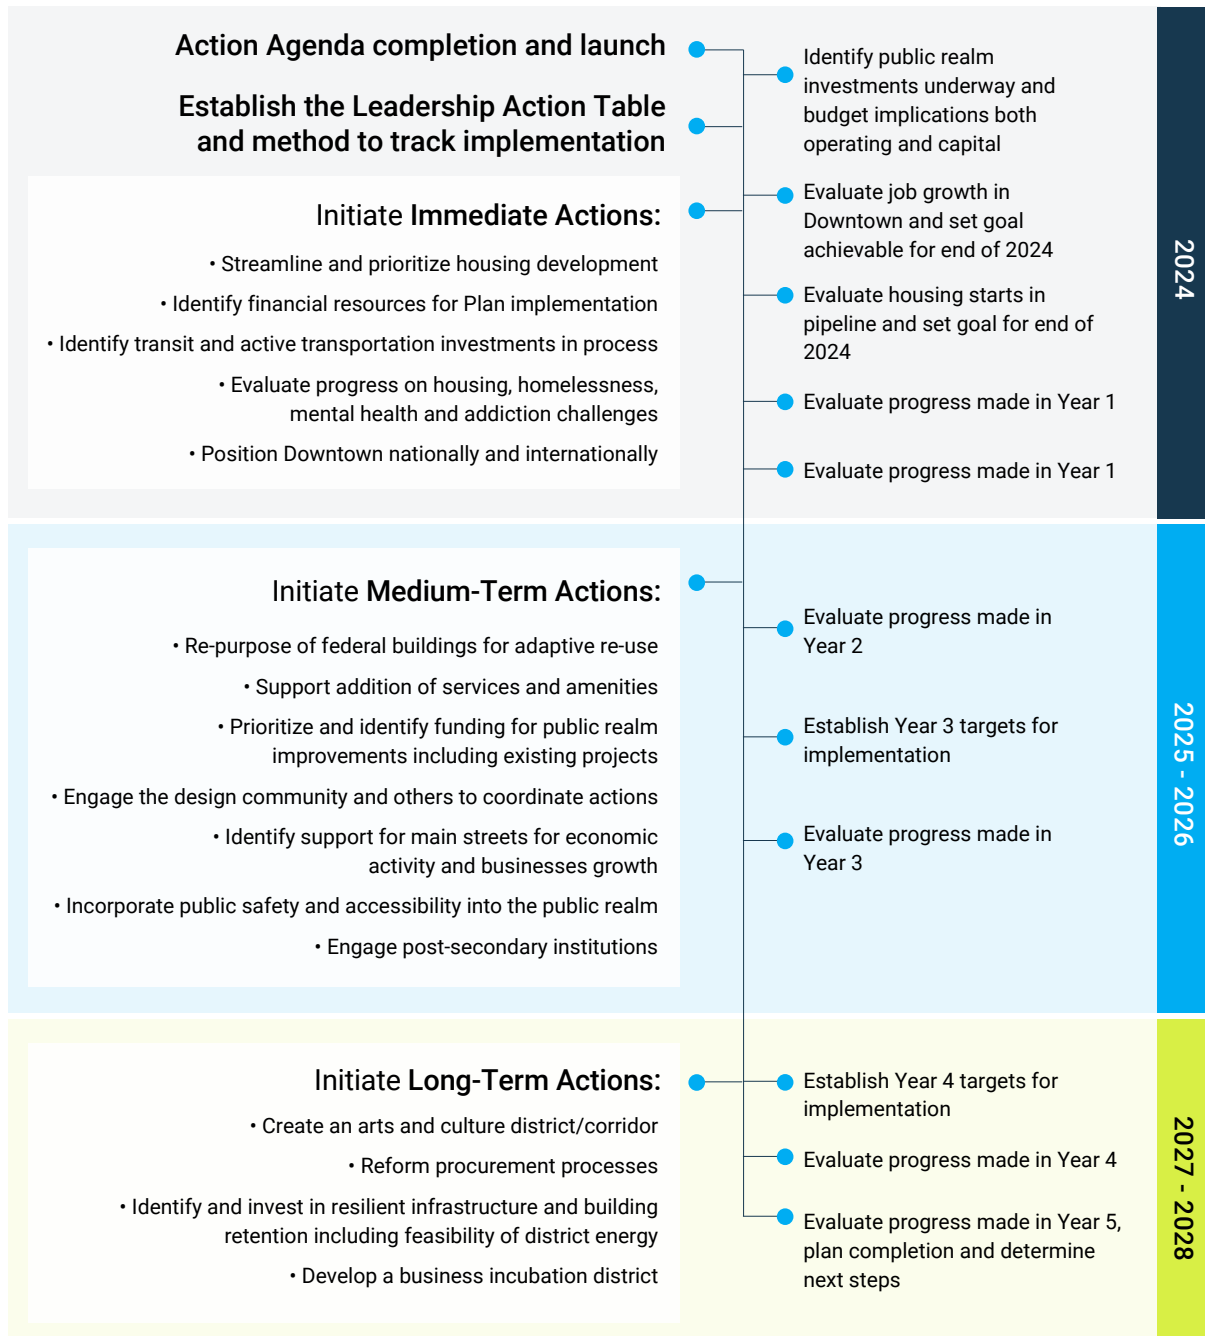 Action Agenda completion and launch
Establish the Leadership Action Table
and method to track implementation
Initiate Immediate Actions:
• Streamline and prioritize housing development
• Identify financial resources for Plan implementation
• Identify transit and active transportation investments in process
• Evaluate progress on housing, homelessness,
mental health and addiction challenges
• Position Downtown nationally and internationally
Identify public realm
investments underway and
budget implications both
operating and capital
Evaluate job growth in
Downtown and set goal
achievable for end of 2024
Evaluate housing starts in
pipeline and set goal for end of
2024
Evaluate progress made in Year 1
Evaluate progress made in Year 1
2024
Initiate Medium-Term Actions:
• Re-purpose of federal buildings for adaptive re-use
• Support addition of services and amenities
• Prioritize and identify funding for public realm
improvements including existing projects
• Engage the design community and others to coordinate actions
• Identify support for main streets for economic
activity and businesses growth
• Incorporate public safety and accessibility into the public realm
• Engage post-secondary institutions
Evaluate progress made in
Year 2
Establish Year 3 targets for
implementation
Evaluate progress made in
Year 3
2025 - 2026
Initiate Long-Term Actions:
• Create an arts and culture district/corridor
• Reform procurement processes
• Identify and invest in resilient infrastructure and building
retention including feasibility of district energy
• Develop a business incubation district
Establish Year 4 targets for
implementation
Evaluate progress made in Year 4
Evaluate progress made in Year 5,
plan completion and determine
next steps
2027 - 2028